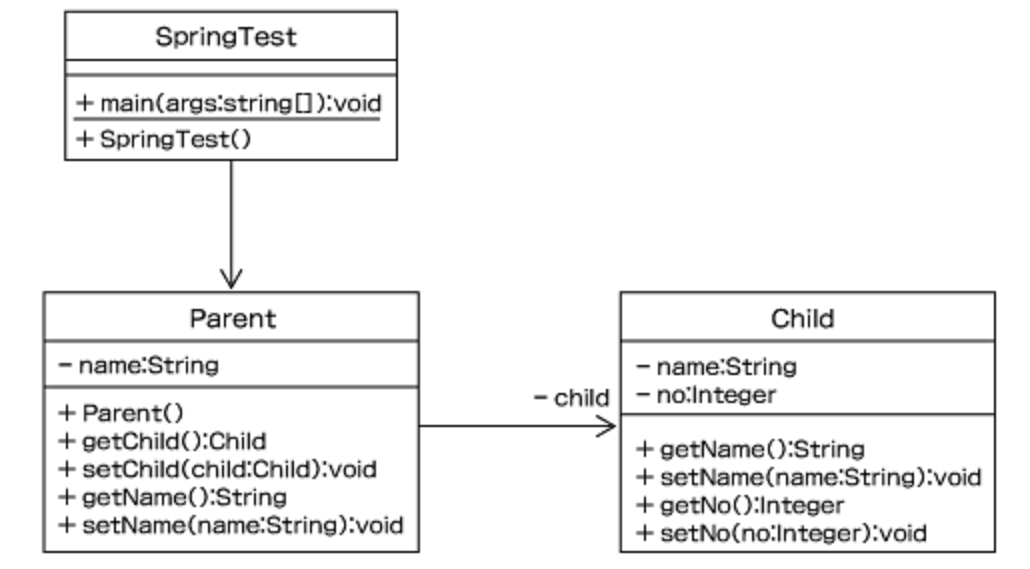 SpringTest
+ main(args:string[]):void
+ SpringTest()
Parent
- name:String
+ Parent()
+ getChild():Child
+ setChild(child:Child):void
+ getName():String
+ setName(name:String):void
- child
Child
- name:String
- no:Integer
+ getName():String
+ setName(name:String):void
+ getNo():Integer
+ setNo(no:Integer):void